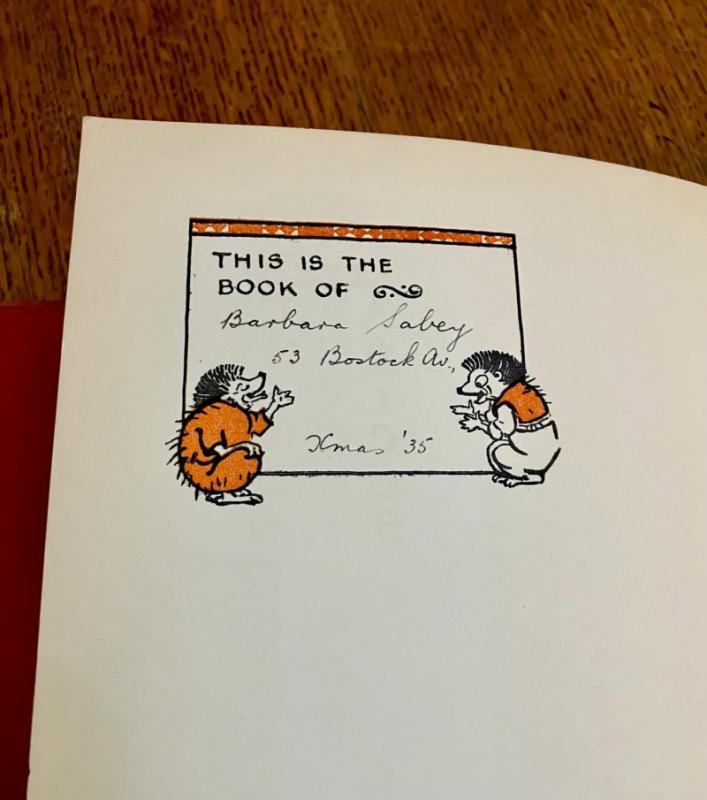 THIS IS THE
BOOK OF
Barbara Sabey
53 Bostock Av.,
Xmas '35